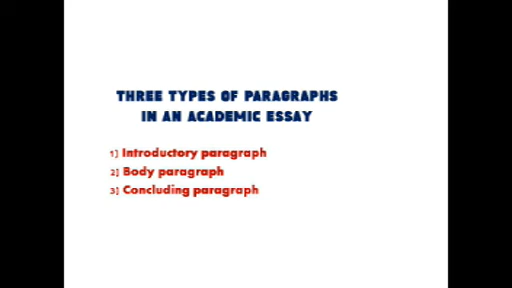 THREE TYPES OF PARAGRAPHS
IN AN ACADEMIC ESSAY
1] Introductory paragraph
2] Body paragraph
3] Concluding paragraph